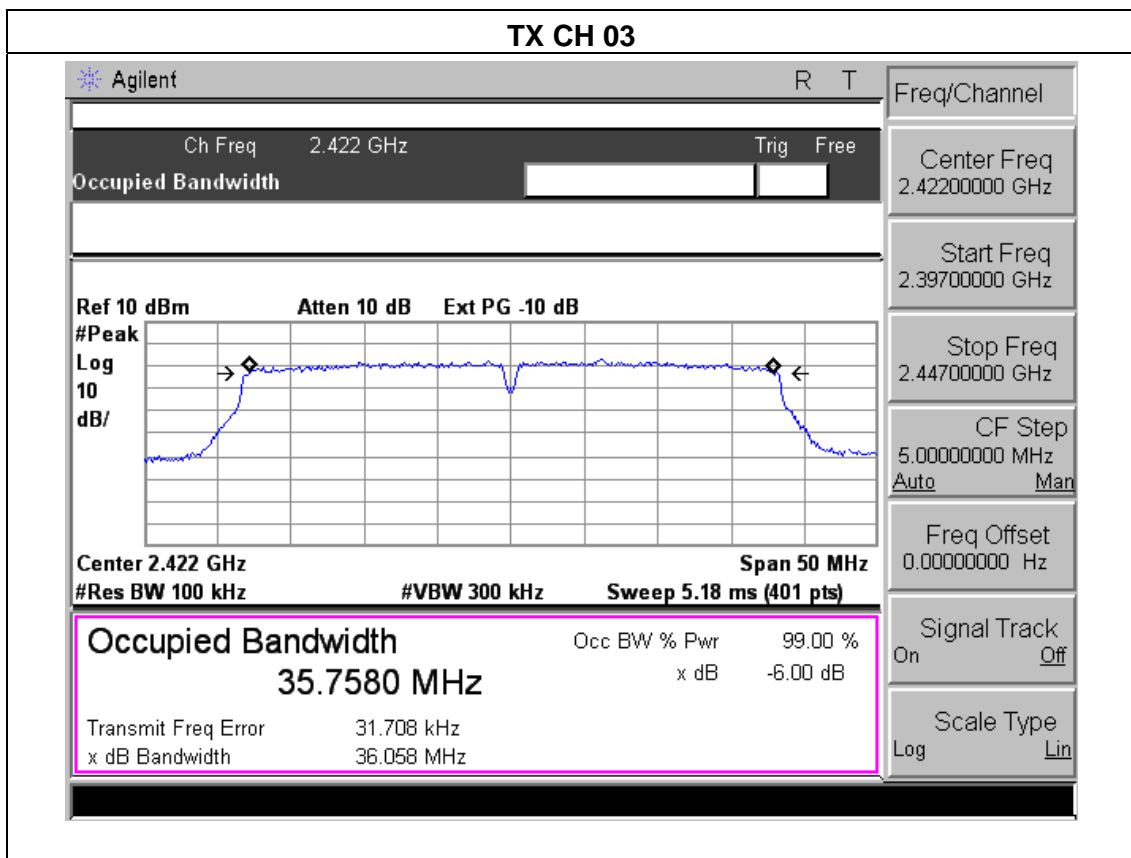 TX CH 03
Agilent R T
Freq/Channel
Ch Freq 2.422 GHz Trig Free
Occupied Bandwidth
Center Freq
2.42200000 GHz
Start Freq
2.39700000 GHz
Stop Freq
2.44700000 GHz
CF Step
5.00000000 MHz
Auto Man
Freq Offset
0.00000000 Hz
Signal Track
On Off
Scale Type
Log Lin
Ref 10 dBm Atten 10 dB Ext PG -10 dB
#Peak
Log
10
dB/
Center 2.422 GHz Span 50 MHz
#Res BW 100 kHz #VBW 300 kHz Sweep 5.18 ms (401 pts)
Occupied Bandwidth Occ BW % Pwr 99.00 %
35.7580 MHz x dB -6.00 dB
Transmit Freq Error 31.708 kHz
x dB Bandwidth 36.058 MHz